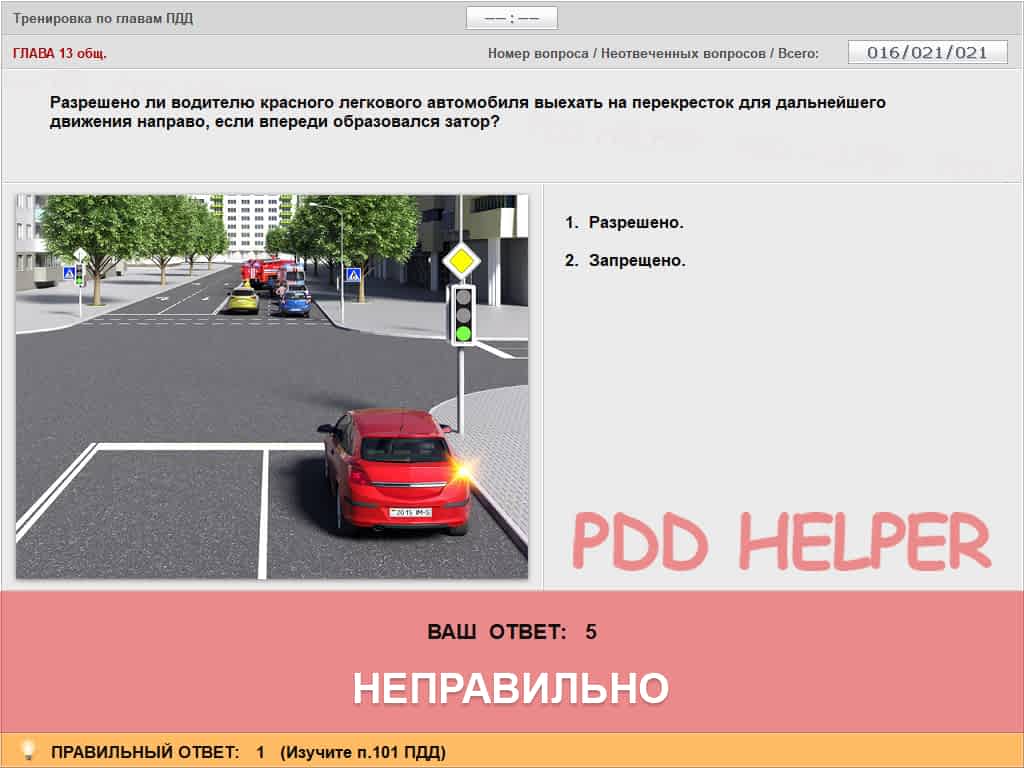 Тренировка по главам ПДД
—— : ——
ГЛАВА 13 общ.
Номер вопроса / Неотвеченных вопросов / Всего:
016/021/021
Разрешено ли водителю красного легкового автомобиля выехать на перекресток для дальнейшего
движения направо, если впереди образовался затор?
1. Разрешено.
2. Запрещено.
PDD HELPER
ВАШ ОТВЕТ: 5
НЕПРАВИЛЬНО
ПРАВИЛЬНЫЙ ОТВЕТ: 1 (Изучите п.101 ПДД)